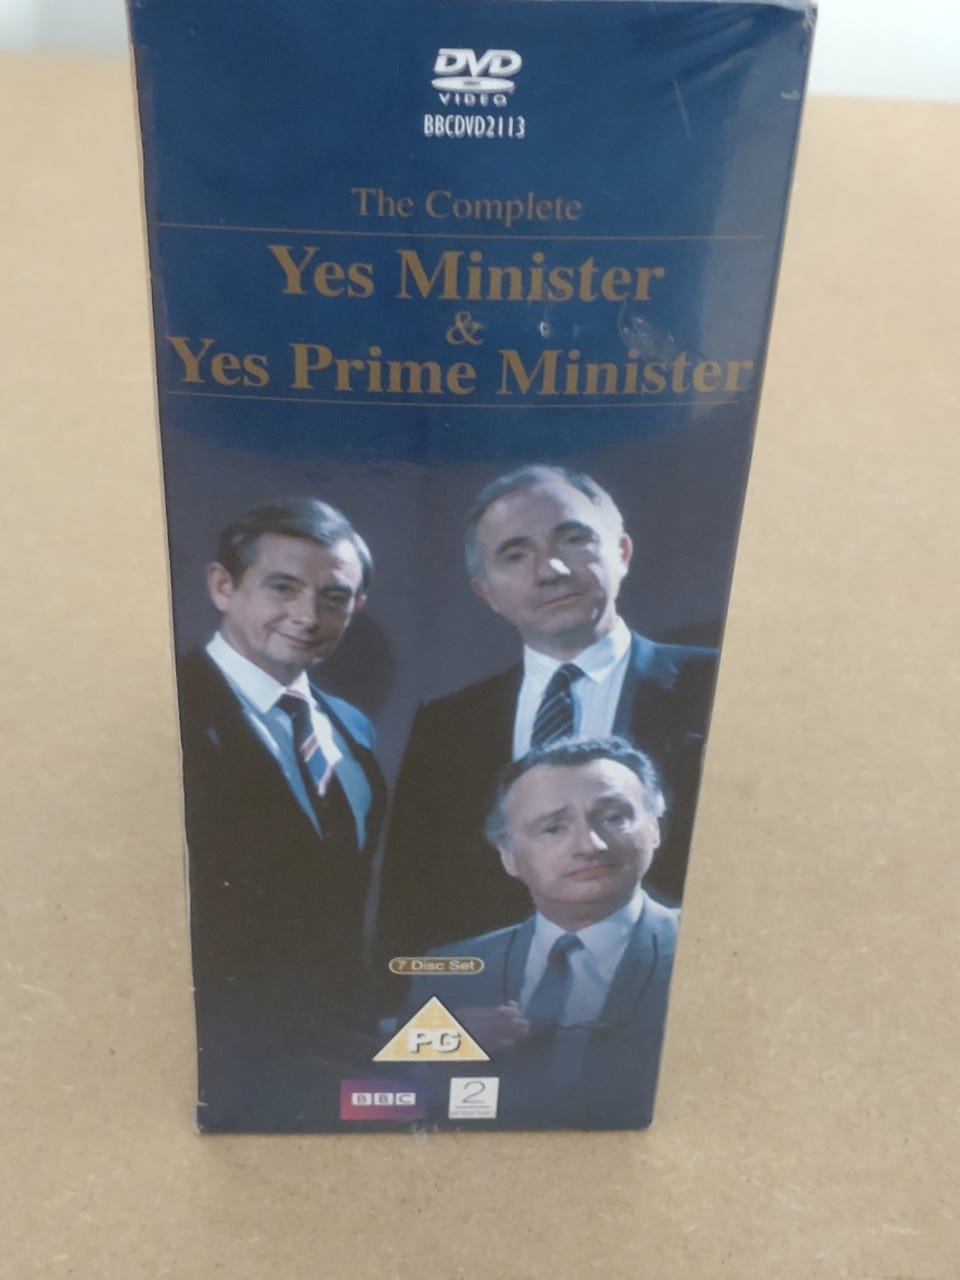 DVD
VIDEO
BBCDVD2113
The Complete
Yes Minister
&
Yes Prime Minister
7 Disc Set
PG
BBC
2